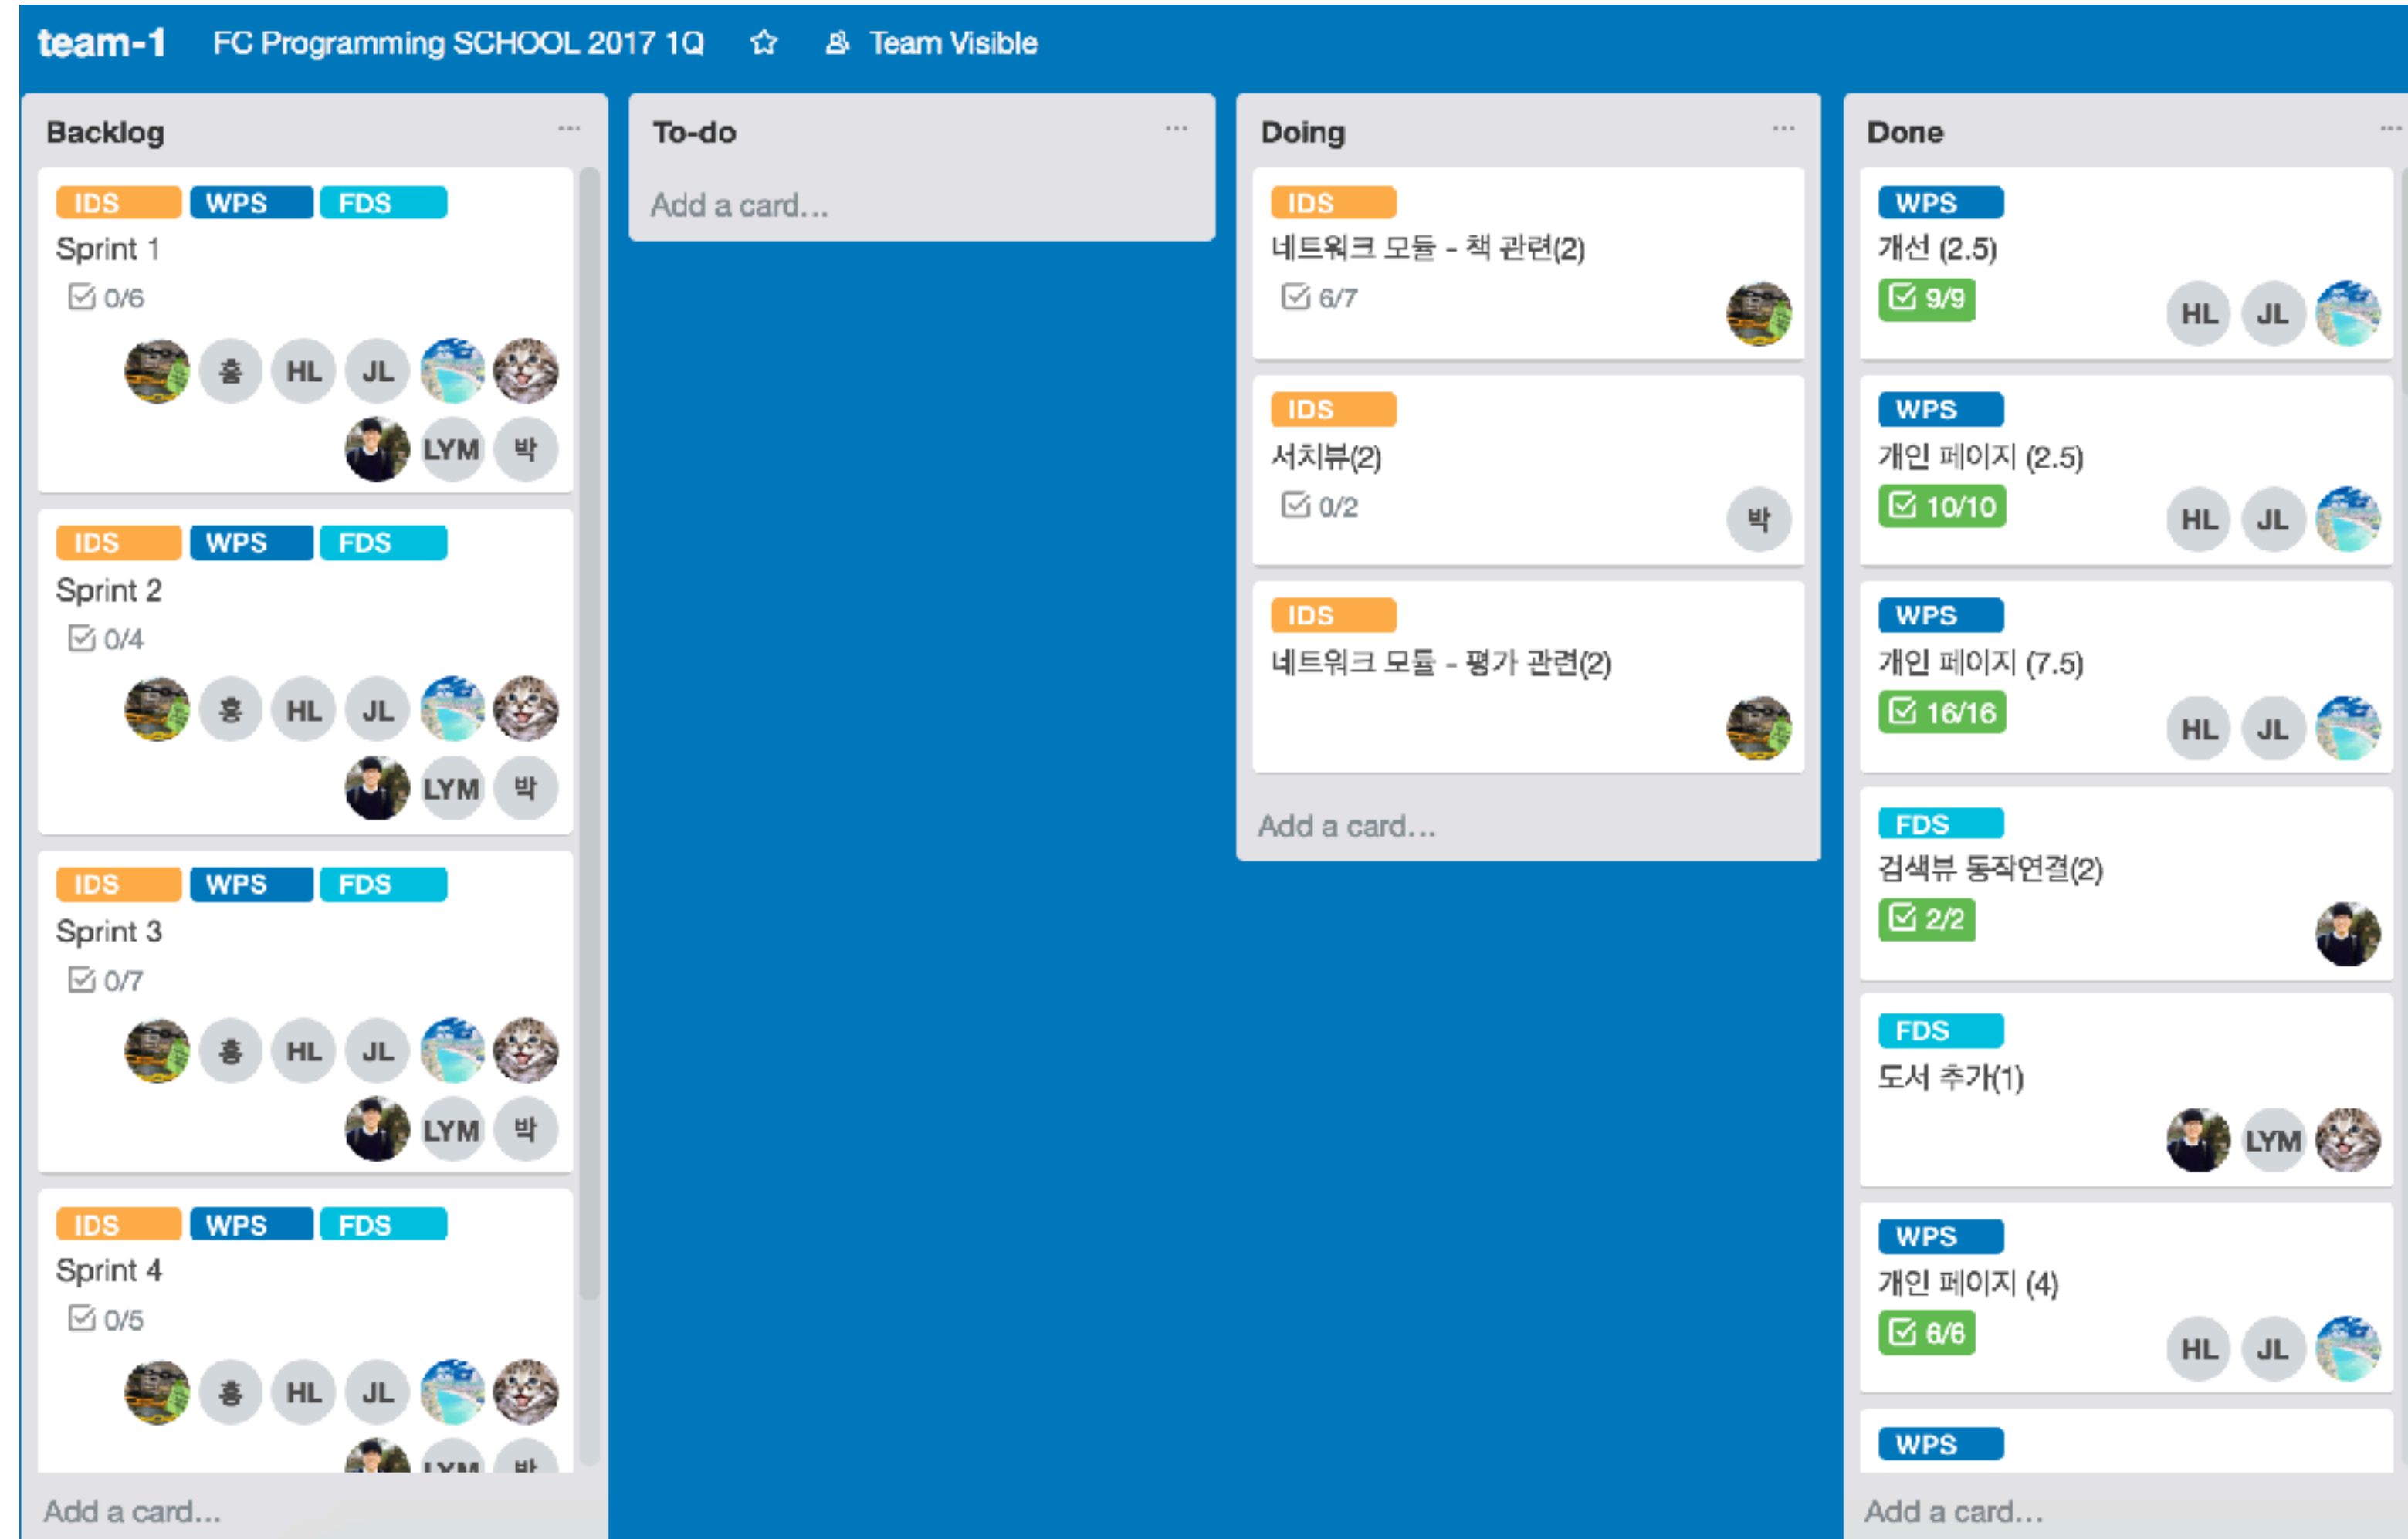 team-1 FC Programming SCHOOL 2017 1Q Team Visible
Backlog
IDS WPS FDS
Sprint 1
0/6
홍 HL JL
LYM 박
IDS WPS FDS
Sprint 2
0/4
홍 HL JL
LYM 박
IDS WPS FDS
Sprint 3
0/7
홍 HL JL
LYM 박
IDS WPS FDS
Sprint 4
0/5
홍 HL JL
LYM 박
Add a card...
To-do
Add a card...
Doing
IDS
네트워크 모듈 - 책 관련(2)
6/7
IDS
서치뷰(2)
0/2
박
IDS
네트워크 모듈 - 평가 관련(2)
Add a card...
Done
WPS
개선 (2.5)
9/9
HL JL
WPS
개인 페이지 (2.5)
10/10
HL JL
WPS
개인 페이지 (7.5)
16/16
HL JL
FDS
검색뷰 동작연결(2)
2/2
FDS
도서 추가(1)
LYM
WPS
개인 페이지 (4)
6/6
HL JL
WPS
Add a card...